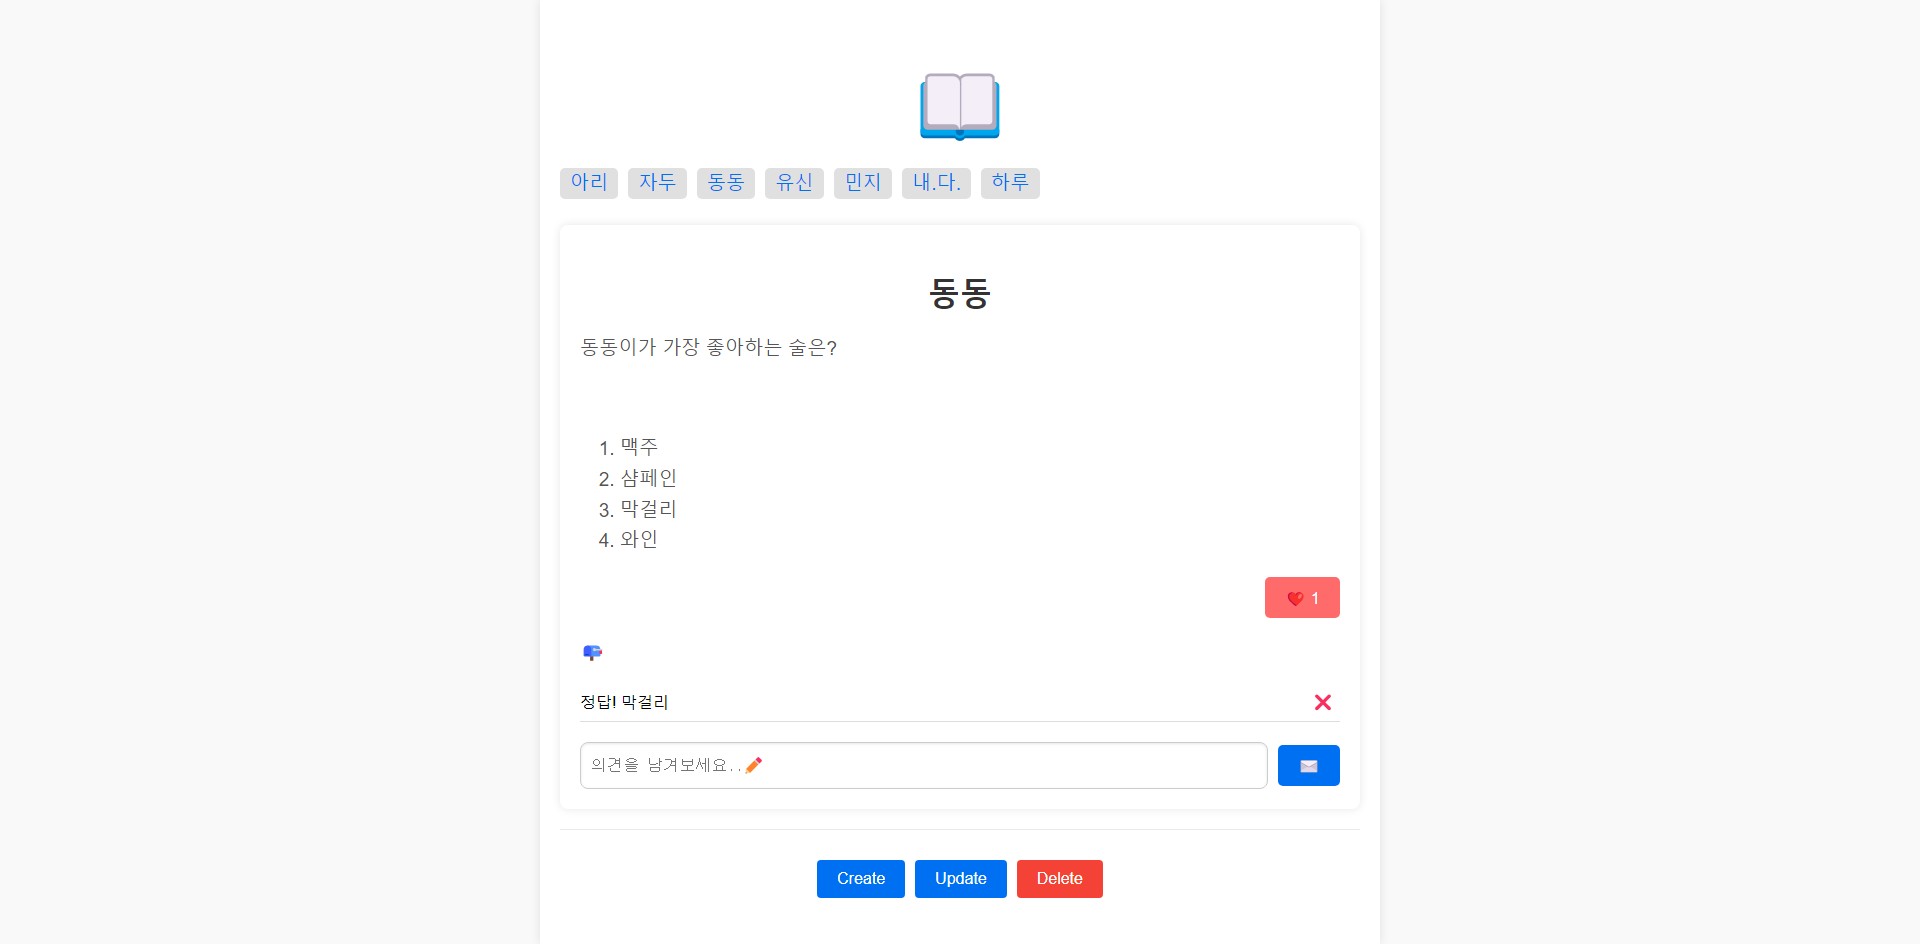 아리 자두 동동 유신 민지 내.다. 하루
동동
동동이가 가장 좋아하는 술은?
1. 맥주
2. 샴페인
3. 막걸리
4. 와인
1
정답! 막걸리
의견을 남겨보세요..
Create Update Delete